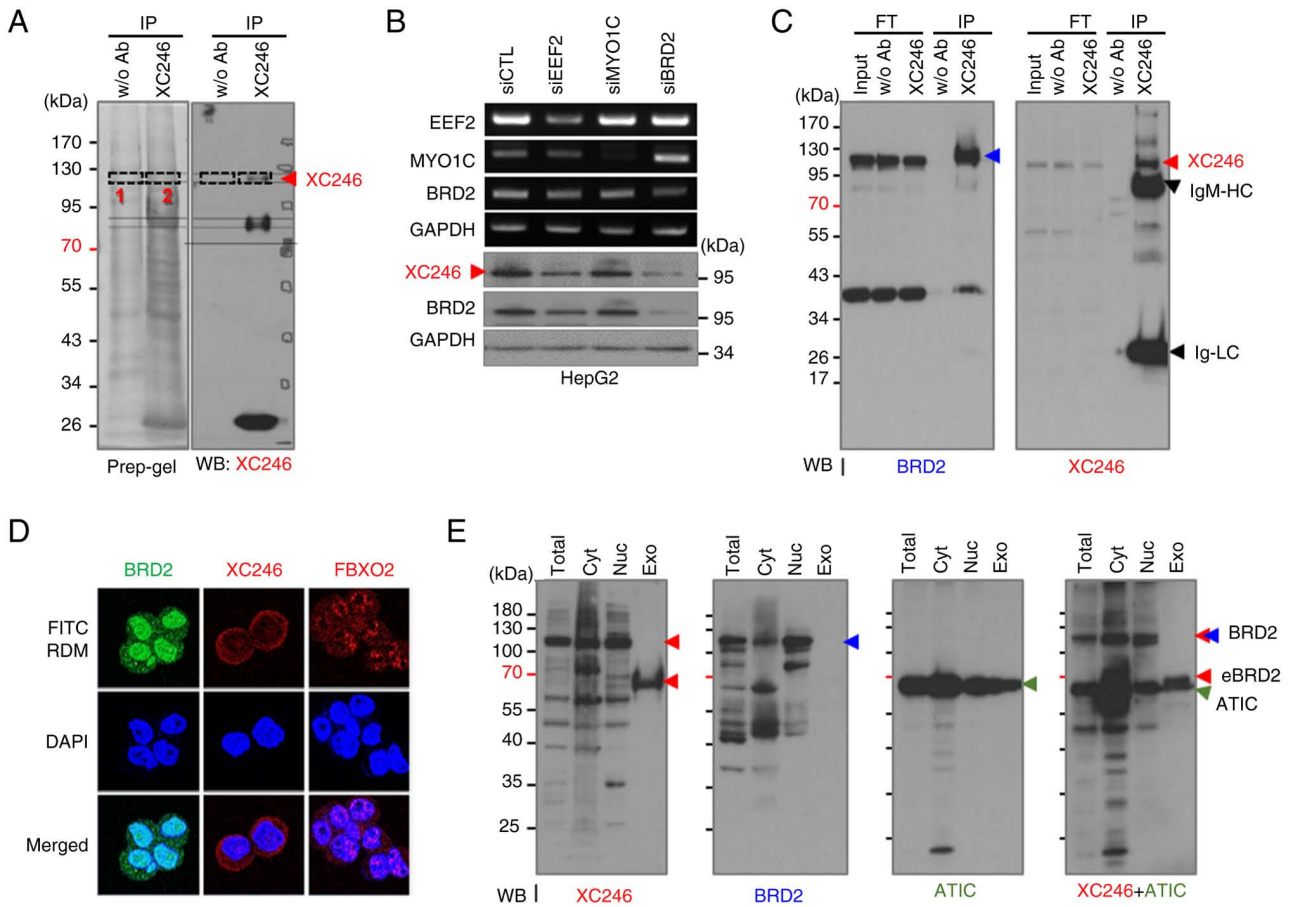 A
IP
IP
w/o Ab
XC246
w/o Ab
XC246
(kDa)
170
130
95
70
55
43
34
26
1
2
XC246
Prep-gel
WB: XC246
B
siCTL
siEEF2
siMYO1C
siBRD2
EEF2
MYO1C
BRD2
GAPDH
(kDa)
XC246
95
BRD2
95
GAPDH
34
HepG2
C
FT
IP
FT
IP
Input
w/o Ab
XC246
w/o Ab
XC246
Input
w/o Ab
XC246
w/o Ab
XC246
(kDa)
170
130
95
70
55
43
34
26
17
XC246
IgM-HC
Ig-LC
WB
BRD2
XC246
D
BRD2
XC246
FBXO2
FITC
RDM
DAPI
Merged
E
Total
Cyt
Nuc
Exo
Total
Cyt
Nuc
Exo
Total
Cyt
Nuc
Exo
Total
Cyt
Nuc
Exo
(kDa)
180
130
100
70
55
40
35
25
BRD2
eBRD2
ATIC
WB
XC246
BRD2
ATIC
XC246+ATIC